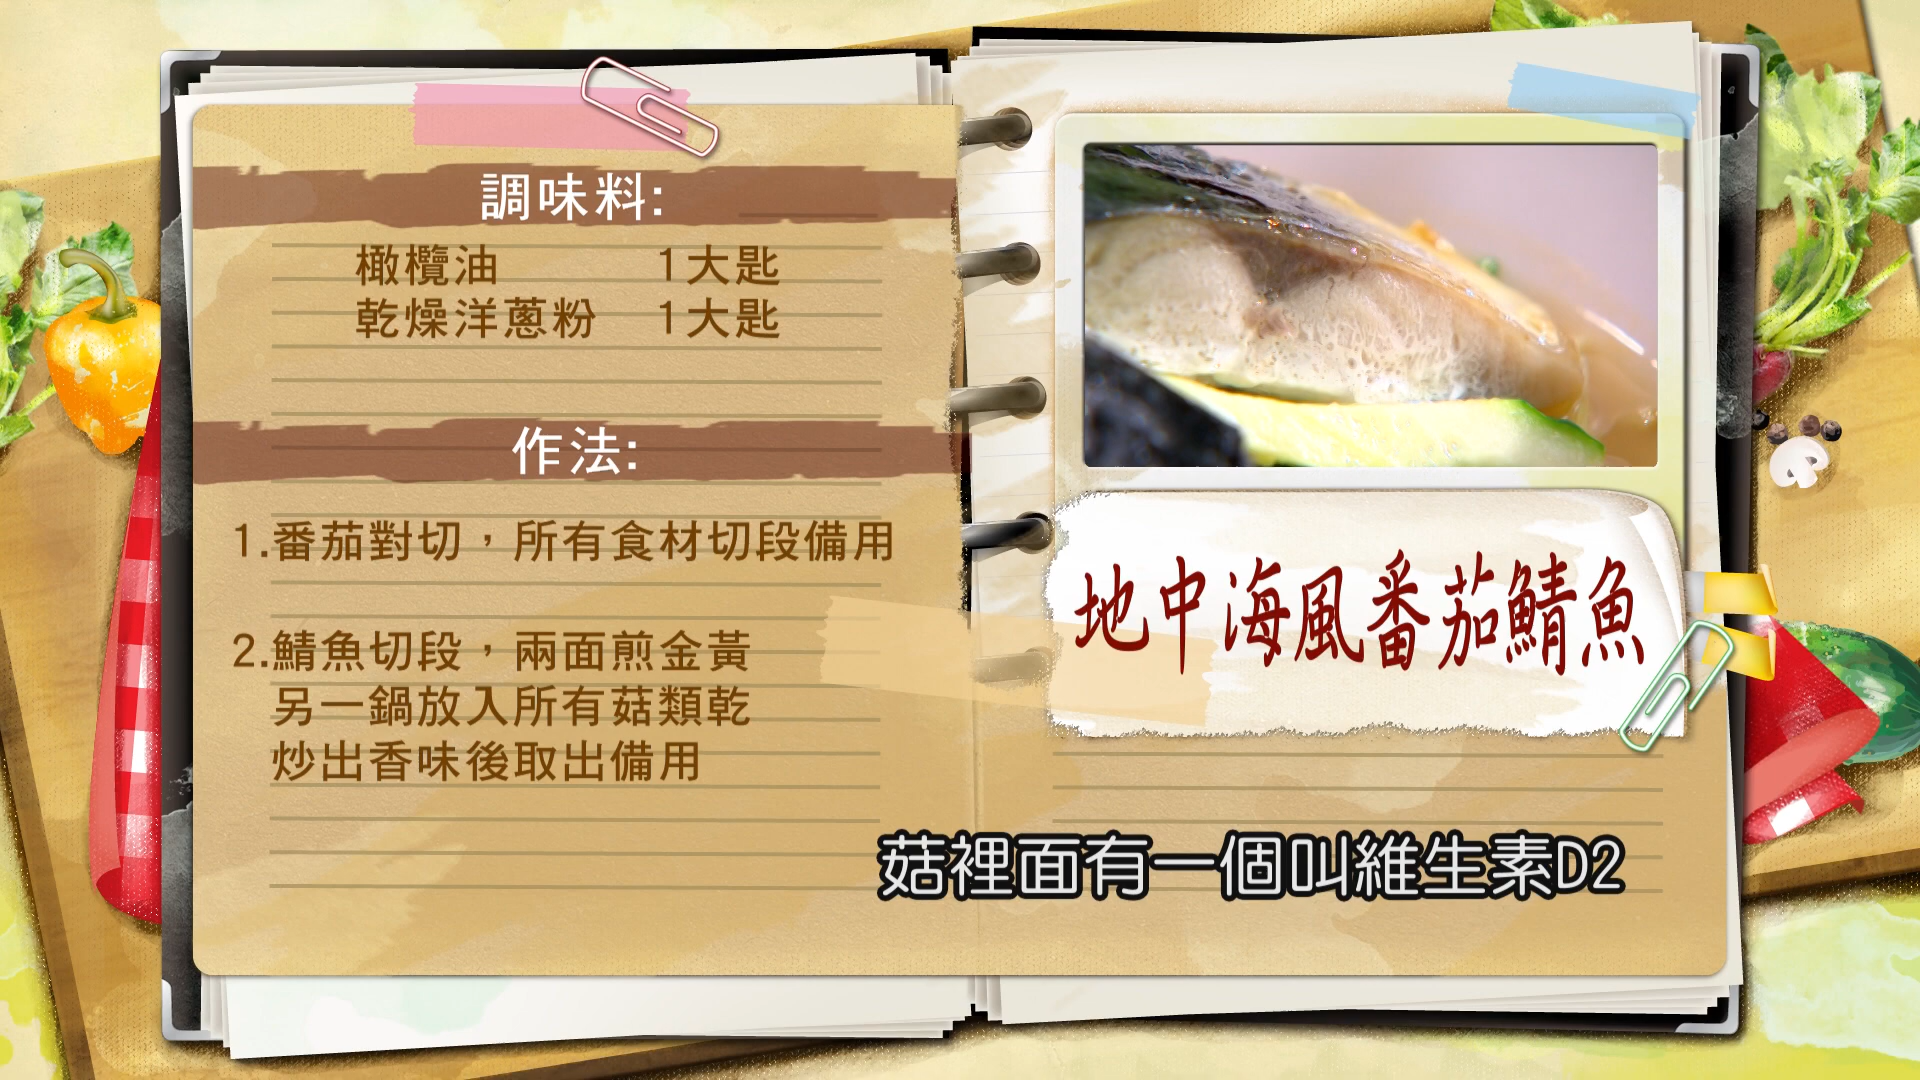 調味料:
橄欖油 1大匙
乾燥洋蔥粉 1大匙
作法:
1.番茄對切，所有食材切段備用
2.鯖魚切段，兩面煎金黃
另一鍋放入所有菇類乾
炒出香味後取出備用
地中海風番茄鯖魚
菇裡面有一個叫維生素D2